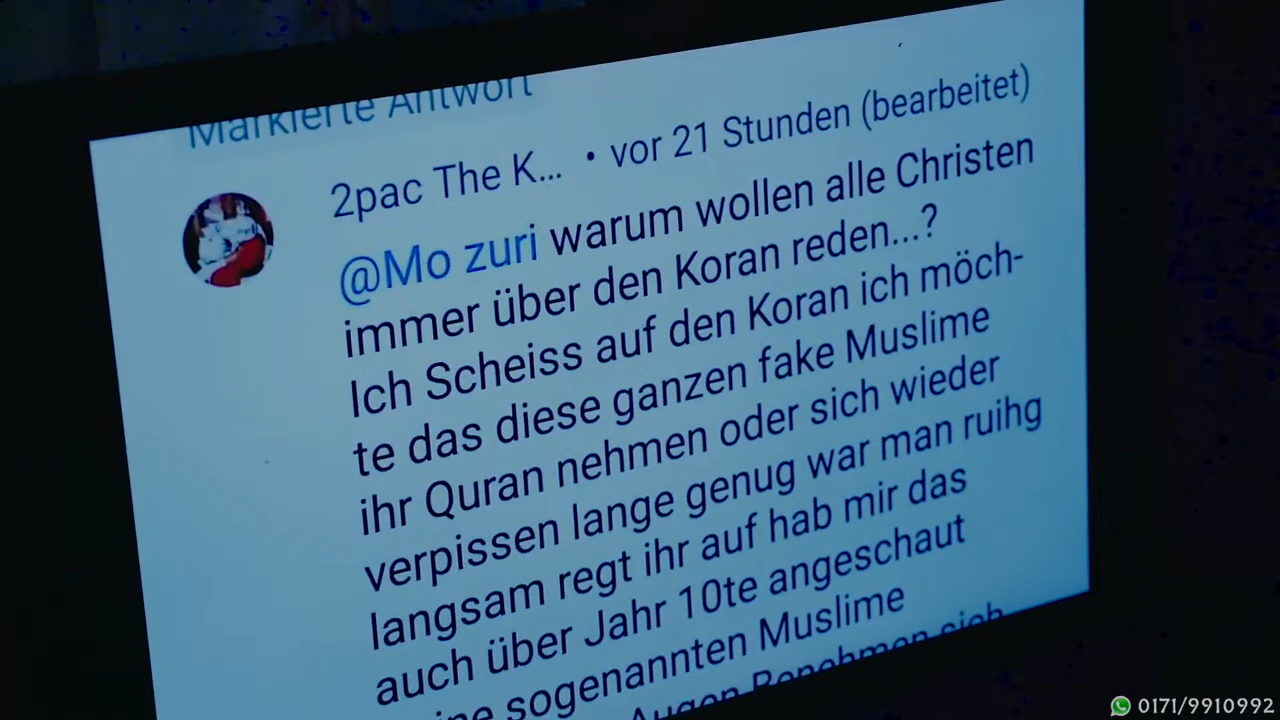 Markierte Antwort
2pac The K... • vor 21 Stunden (bearbeitet)
@Mo zuri warum wollen alle Christen
immer über den Koran reden...?
Ich Scheiss auf den Koran ich möch-
te das diese ganzen fake Muslime
ihr Quran nehmen oder sich wieder
verpissen lange genug war man ruihg
langsam regt ihr auf hab mir das
auch über Jahr 10te angeschaut
sogenannten Muslime
Augen Benehmen sich
0171/9910992